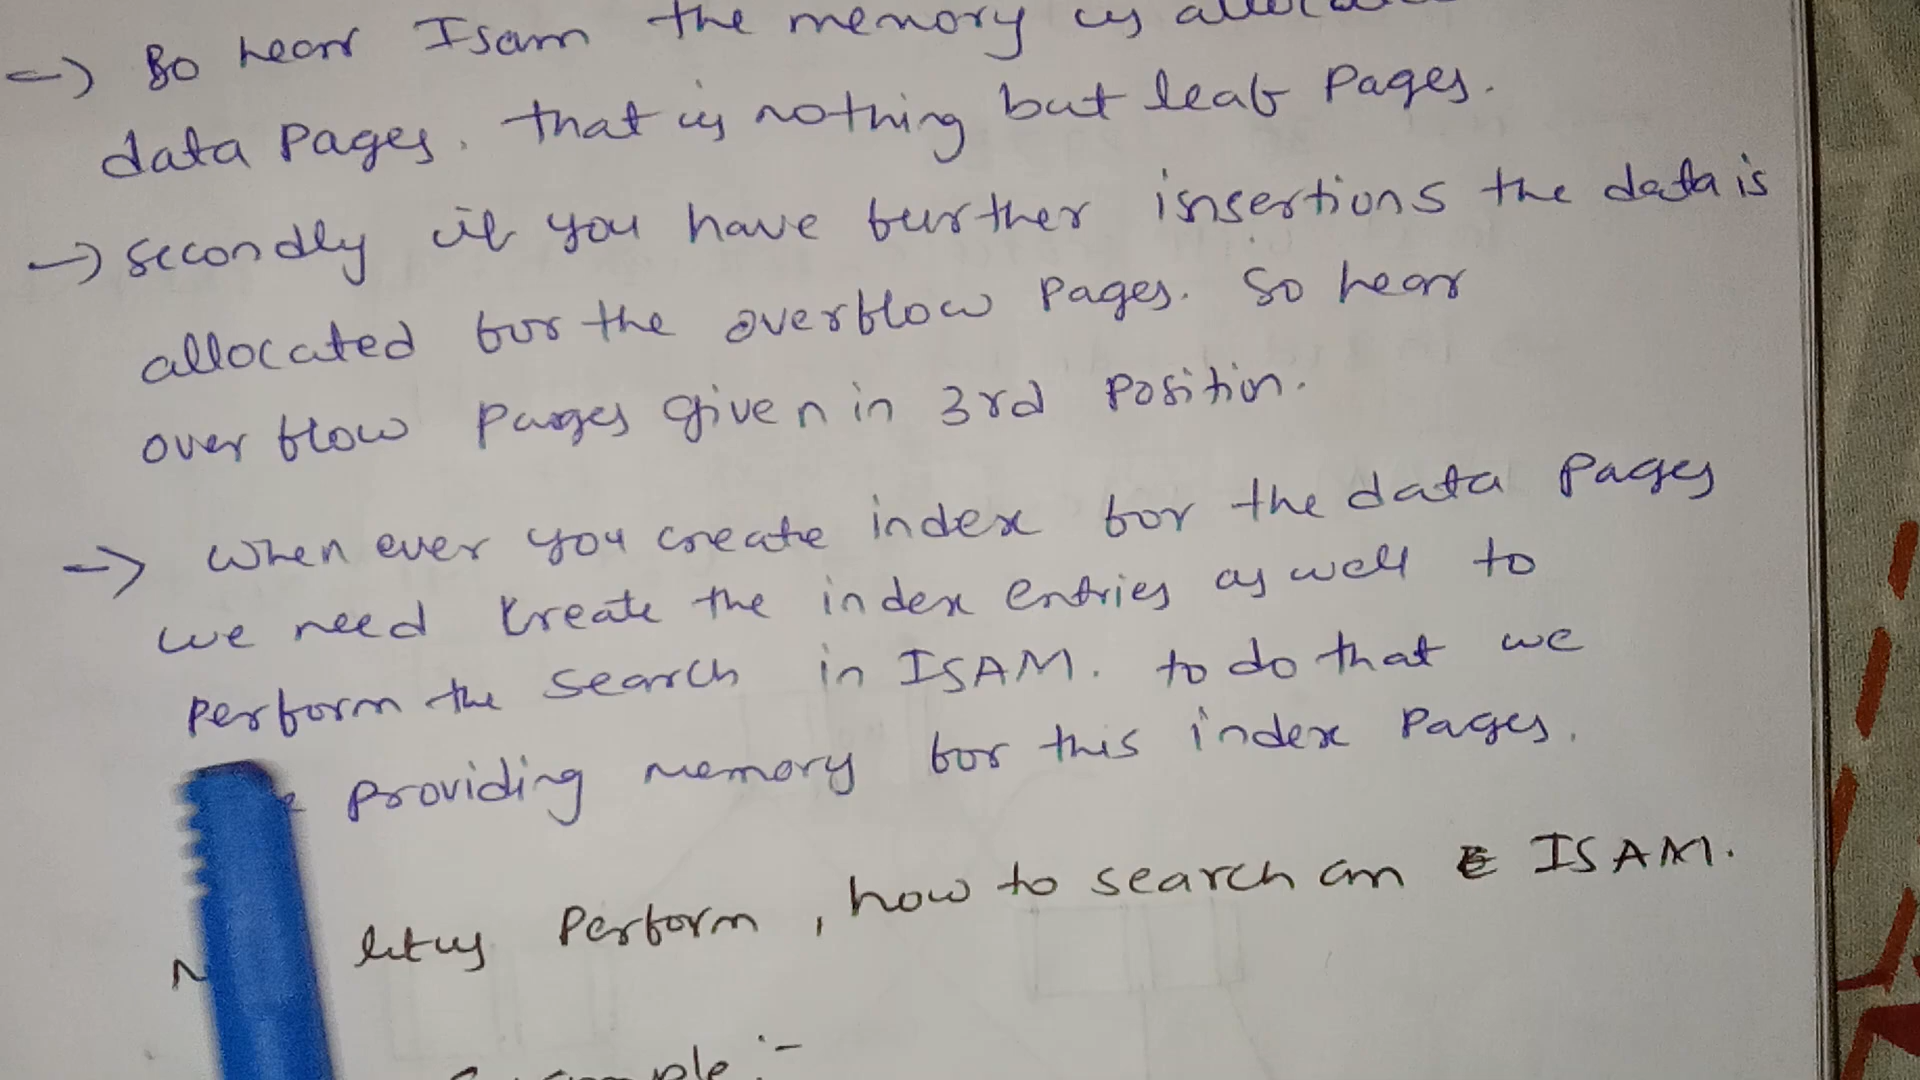 → So hear Isam the memory is
data Pages. that is nothing but leaf Pages.
→ secondly if you have further insertions the data is
allocated for the overflow Pages. So hear
over flow Pages given in 3rd Position.
→ When ever you create index for the data Pages
we need create the index entries as well to
Perform the search in ISAM. to do that we
providing memory for this index Pages.
let us Perform, how to search an ISAM.